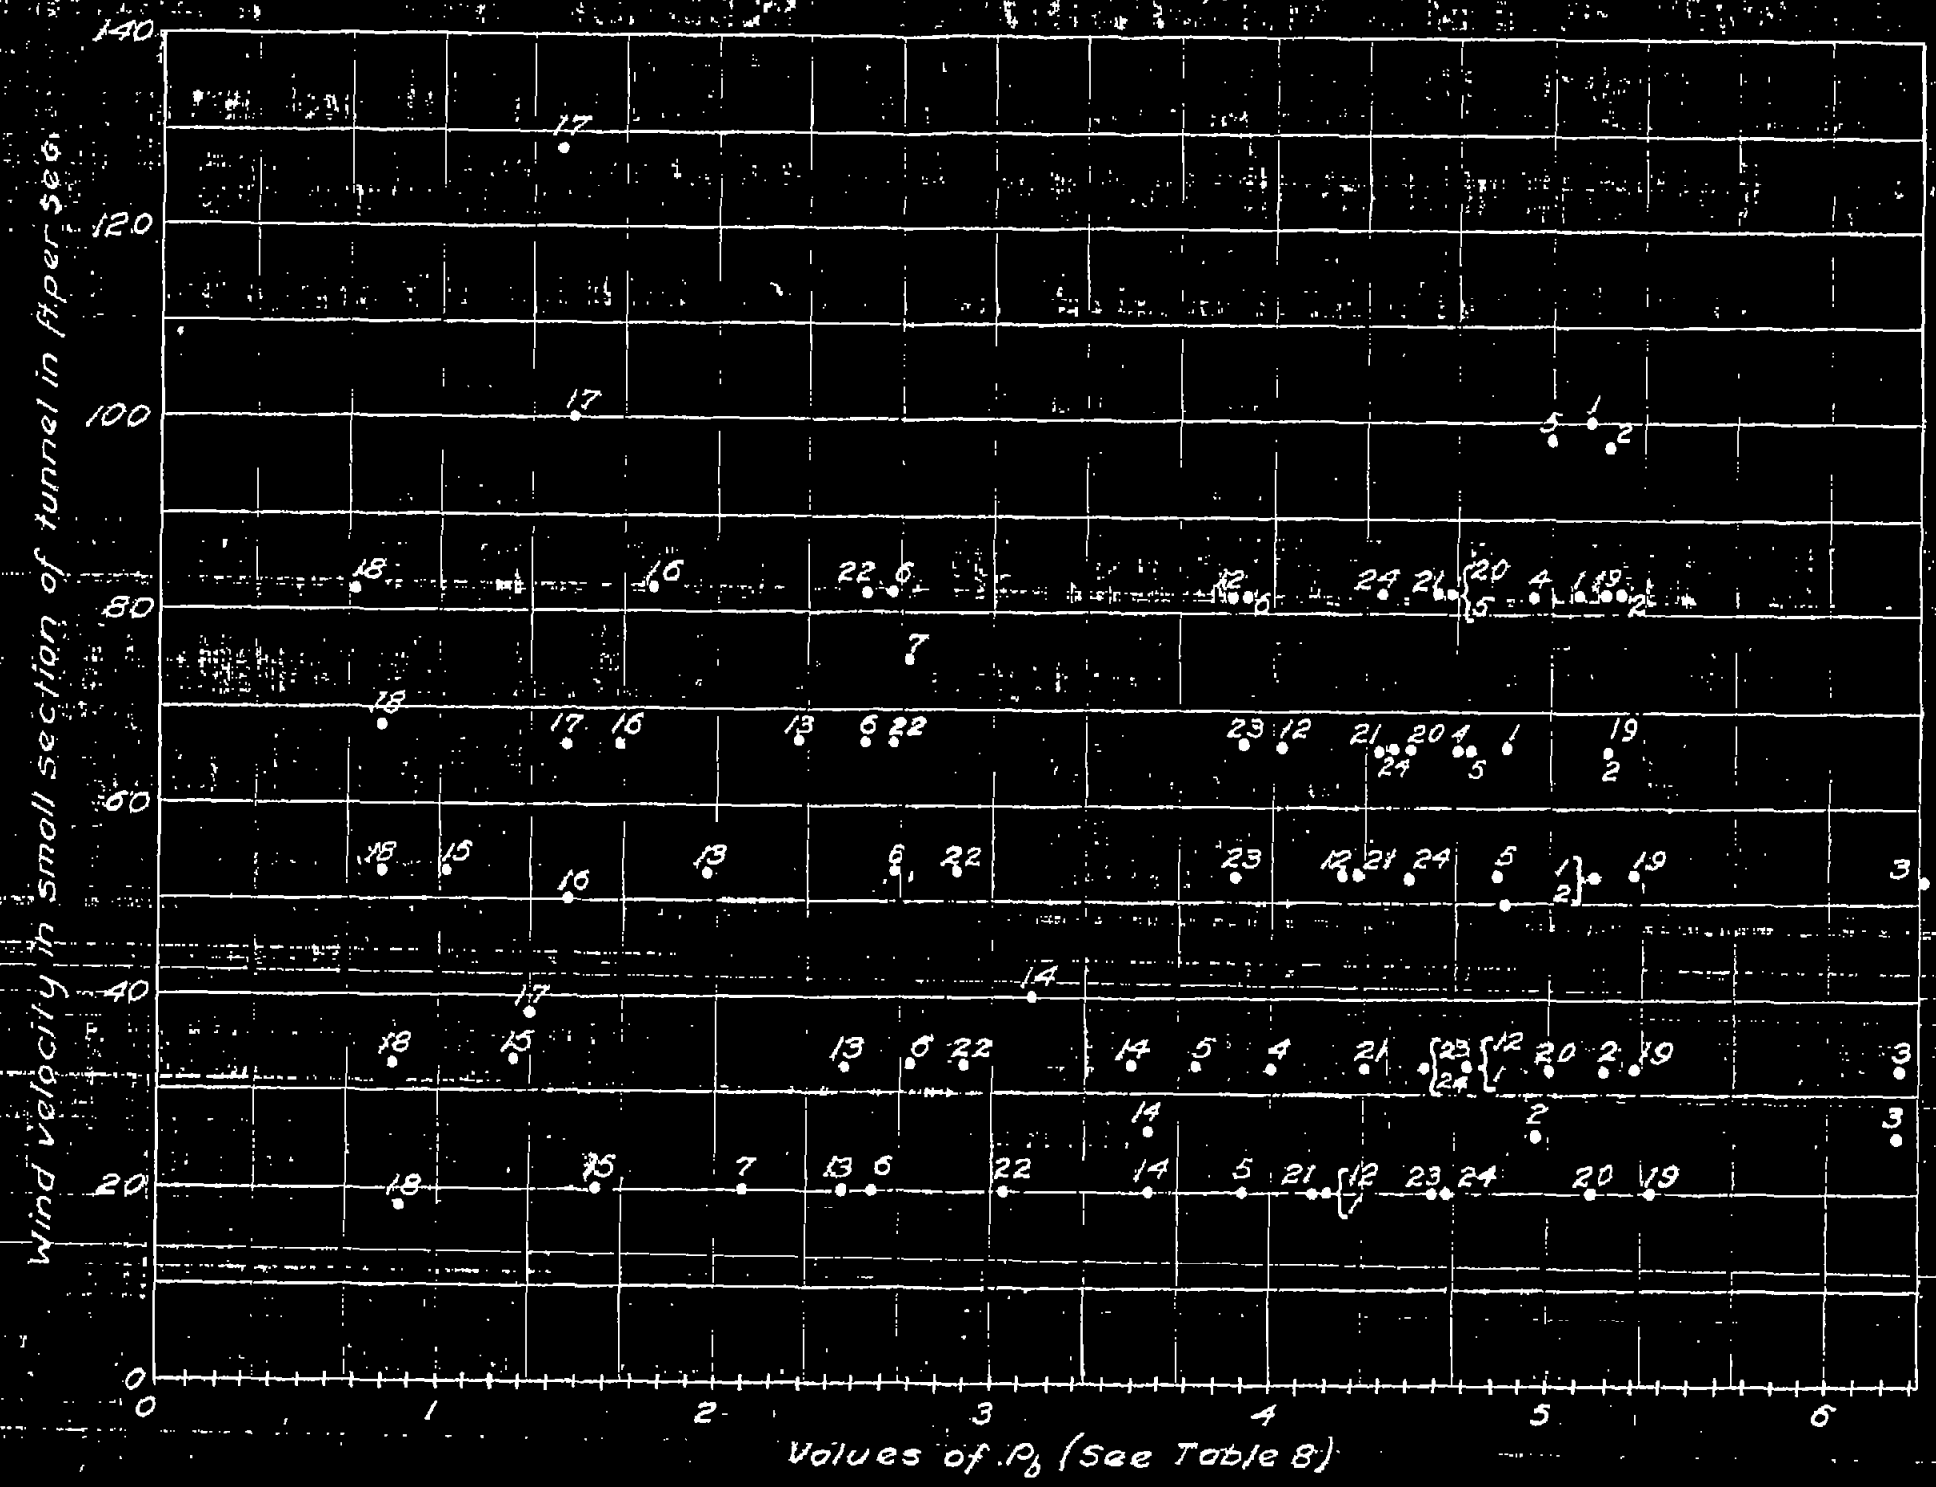 Wind velocity in small section of tunnel in ft. per sec.
140
17
120
17
100
5 1 2
18 16 22 6 12 6 24 21 {20 5 4 1 19 2
80
7
18
17 16 13 6 22 23 12 21 24 20 4 5 1 19 2
60
18 15 13 6 22 23 12 21 24 5 1 2} 19 3
16
14
40
17
18 15 13 6 22 14 5 4 21 {23 24 {12 1 20 2 19 3
14 2 3
20
18 15 7 13 6 22 14 5 21 {12 1 23 24 20 19
0
0 1 2 3 4 5 6
Values of Pb (See Table 8)